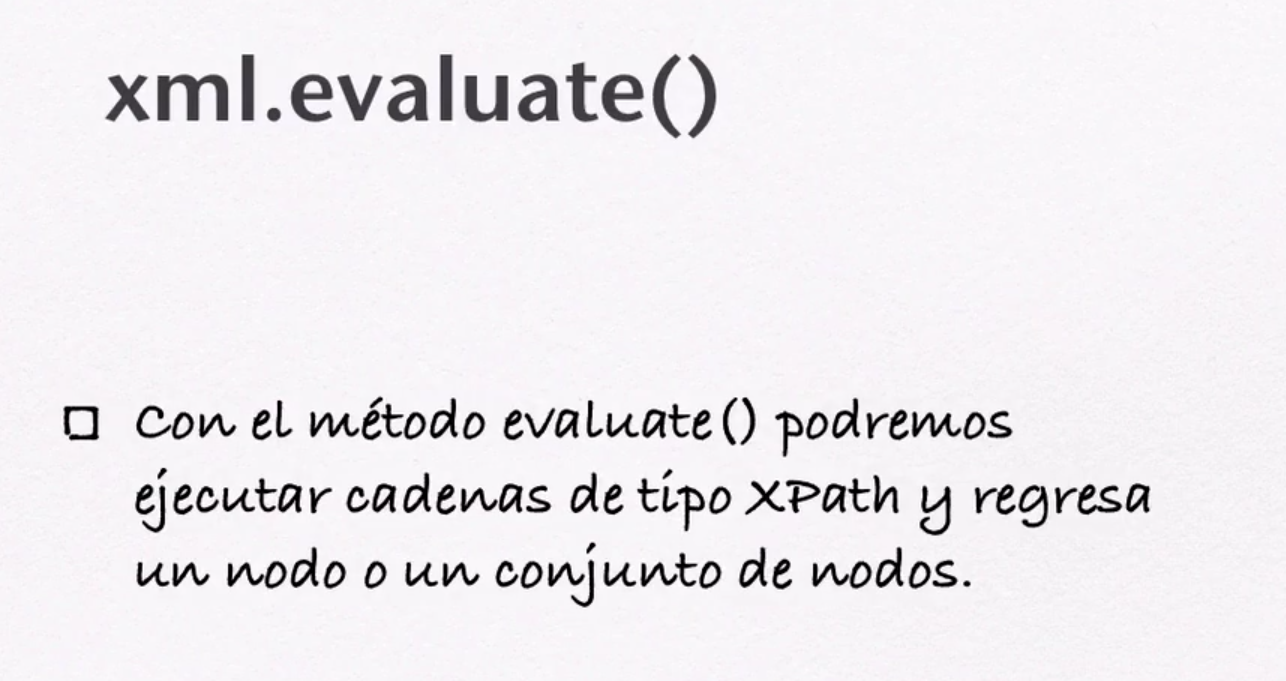 xml.evaluate()
Con el método evaluate() podremos
ejecutar cadenas de tipo XPath y regresa
un nodo o un conjunto de nodos.